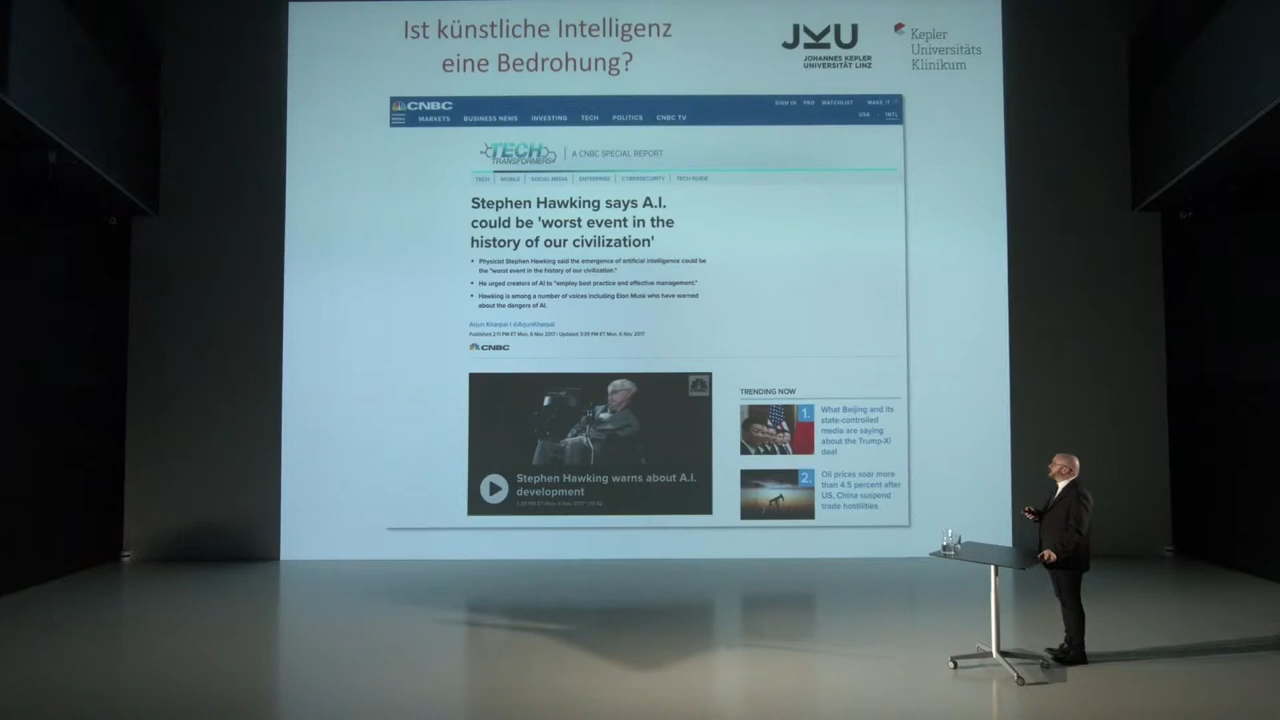 Ist künstliche Intelligenz
eine Bedrohung?
JKU
JOHANNES KEPLER
UNIVERSITÄT LINZ
Kepler
Universitäts
Klinikum
CNBC
SIGN IN PRO WATCHLIST MAKE IT
MENU MARKETS BUSINESS NEWS INVESTING TECH POLITICS CNBC TV
USA INTL
TECH
TRANSFORMERS
A CNBC SPECIAL REPORT
TECH MOBILE SOCIAL MEDIA ENTERPRISE CYBERSECURITY TECH GUIDE
Stephen Hawking says A.I.
could be 'worst event in the
history of our civilization'
• Physicist Stephen Hawking said the emergence of artificial intelligence could be
the "worst event in the history of our civilization."
• He urged creators of AI to "employ best practice and effective management."
• Hawking is among a number of voices including Elon Musk who have warned
about the dangers of AI.
Arjun Kharpal | @ArjunKharpal
Published 2:11 PM ET Mon, 6 Nov 2017 | Updated 3:39 PM ET Mon, 6 Nov 2017
CNBC
Stephen Hawking warns about A.I.
development
TRENDING NOW
1.
What Beijing and its
state-controlled
media are saying
about the Trump-Xi
deal
2.
Oil prices soar more
than 4.5 percent after
US, China suspend
trade hostilities